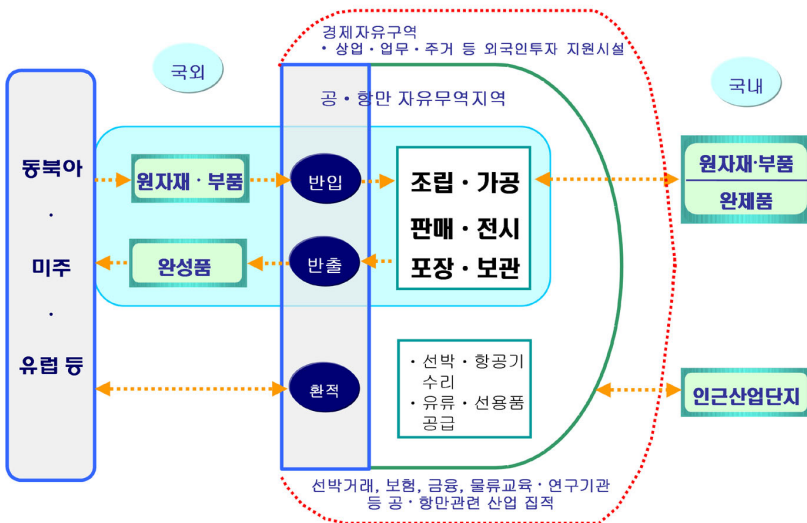 경제자유구역
• 상업・업무・주거 등 외국인투자 지원시설
국외
국내
공・항만 자유무역지역
동북아
·
미주
·
유럽 등
원자재・부품
반입
조립・가공
판매・전시
포장・보관
원자재·부품
완제품
완성품
반출
환적
・선박・항공기
수리
・유류・선용품
공급
인근산업단지
선박거래, 보험, 금융, 물류교육・연구기관
등 공・항만관련 산업 집적